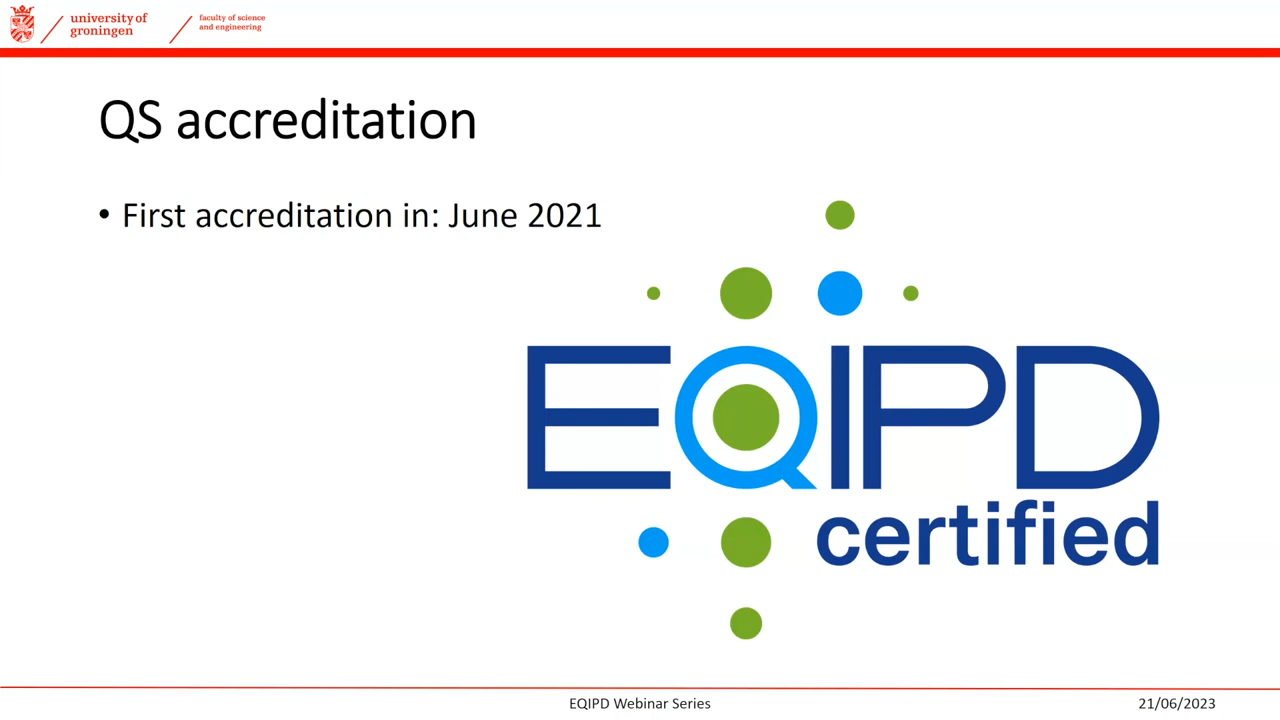 university of
groningen
faculty of science
and engineering
QS accreditation
• First accreditation in: June 2021
EQIPD
certified
EQIPD Webinar Series
21/06/2023